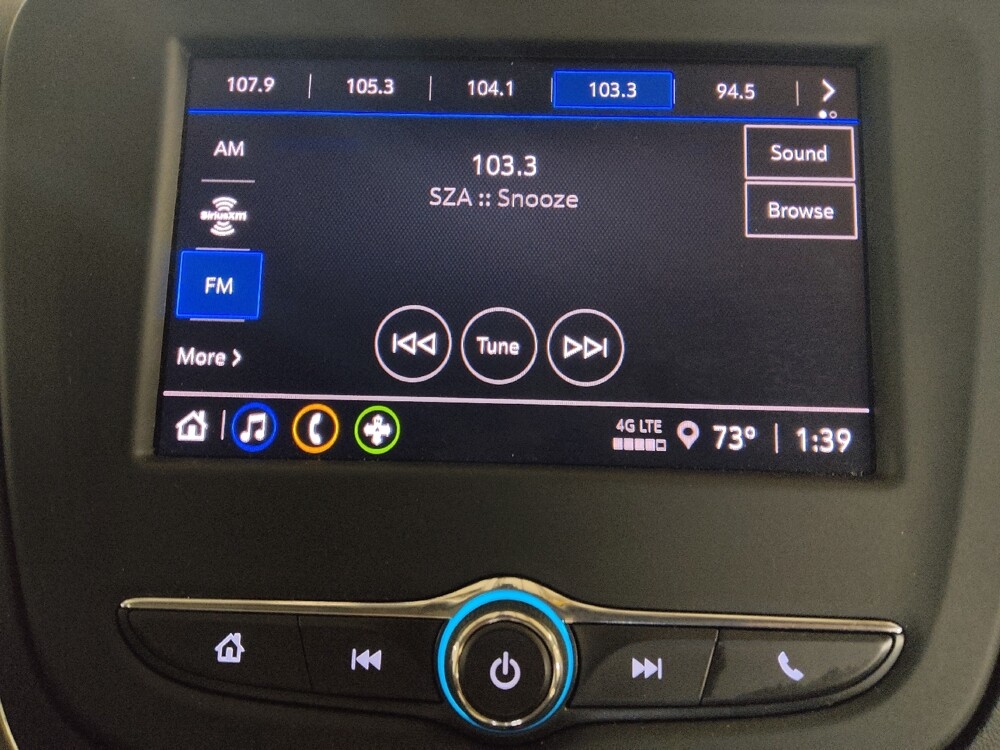 107.9 105.3 104.1 103.3 94.5
AM
SiriusXM
FM
More
103.3
SZA :: Snooze
Sound
Browse
Tune
4G LTE
73° 1:39